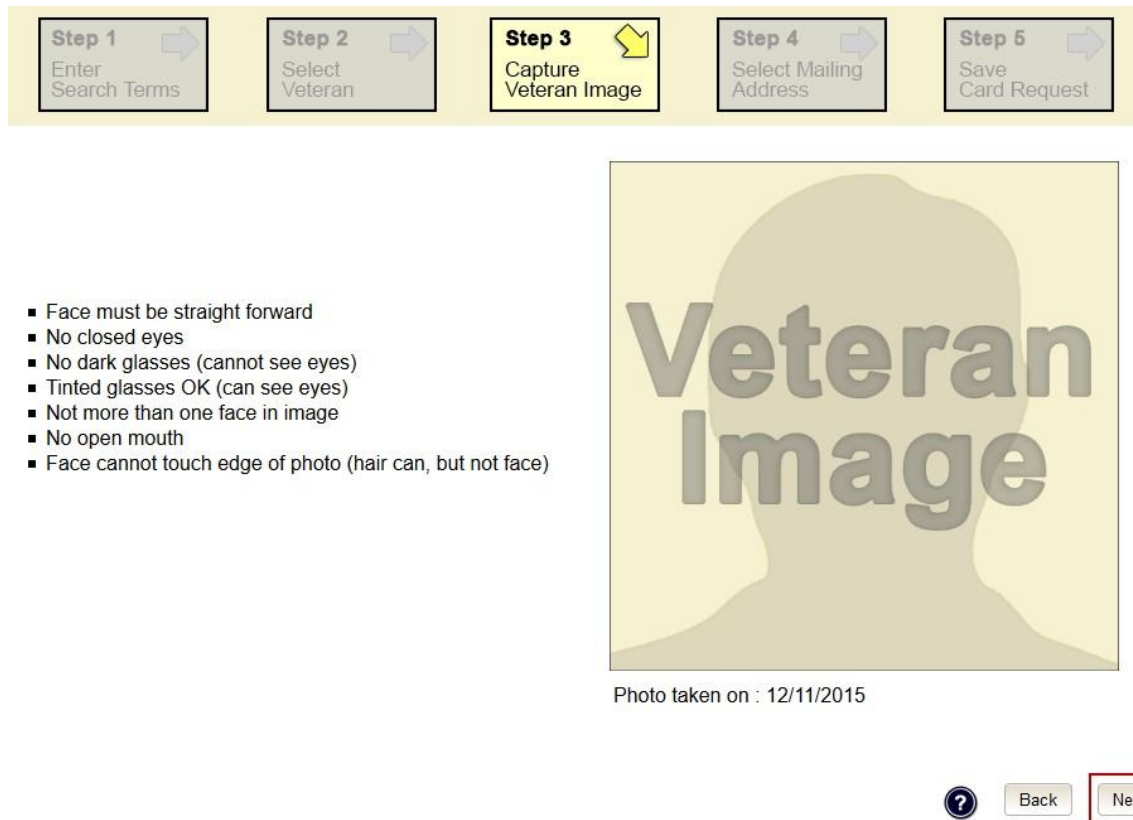 Step 1
Enter
Search Terms
Step 2
Select
Veteran
Step 3
Capture
Veteran Image
Step 4
Select Mailing
Address
Step 5
Save
Card Request
Face must be straight forward
No closed eyes
No dark glasses (cannot see eyes)
Tinted glasses OK (can see eyes)
Not more than one face in image
No open mouth
Face cannot touch edge of photo (hair can, but not face)
Veteran
Image
Photo taken on : 12/11/2015
?
Back